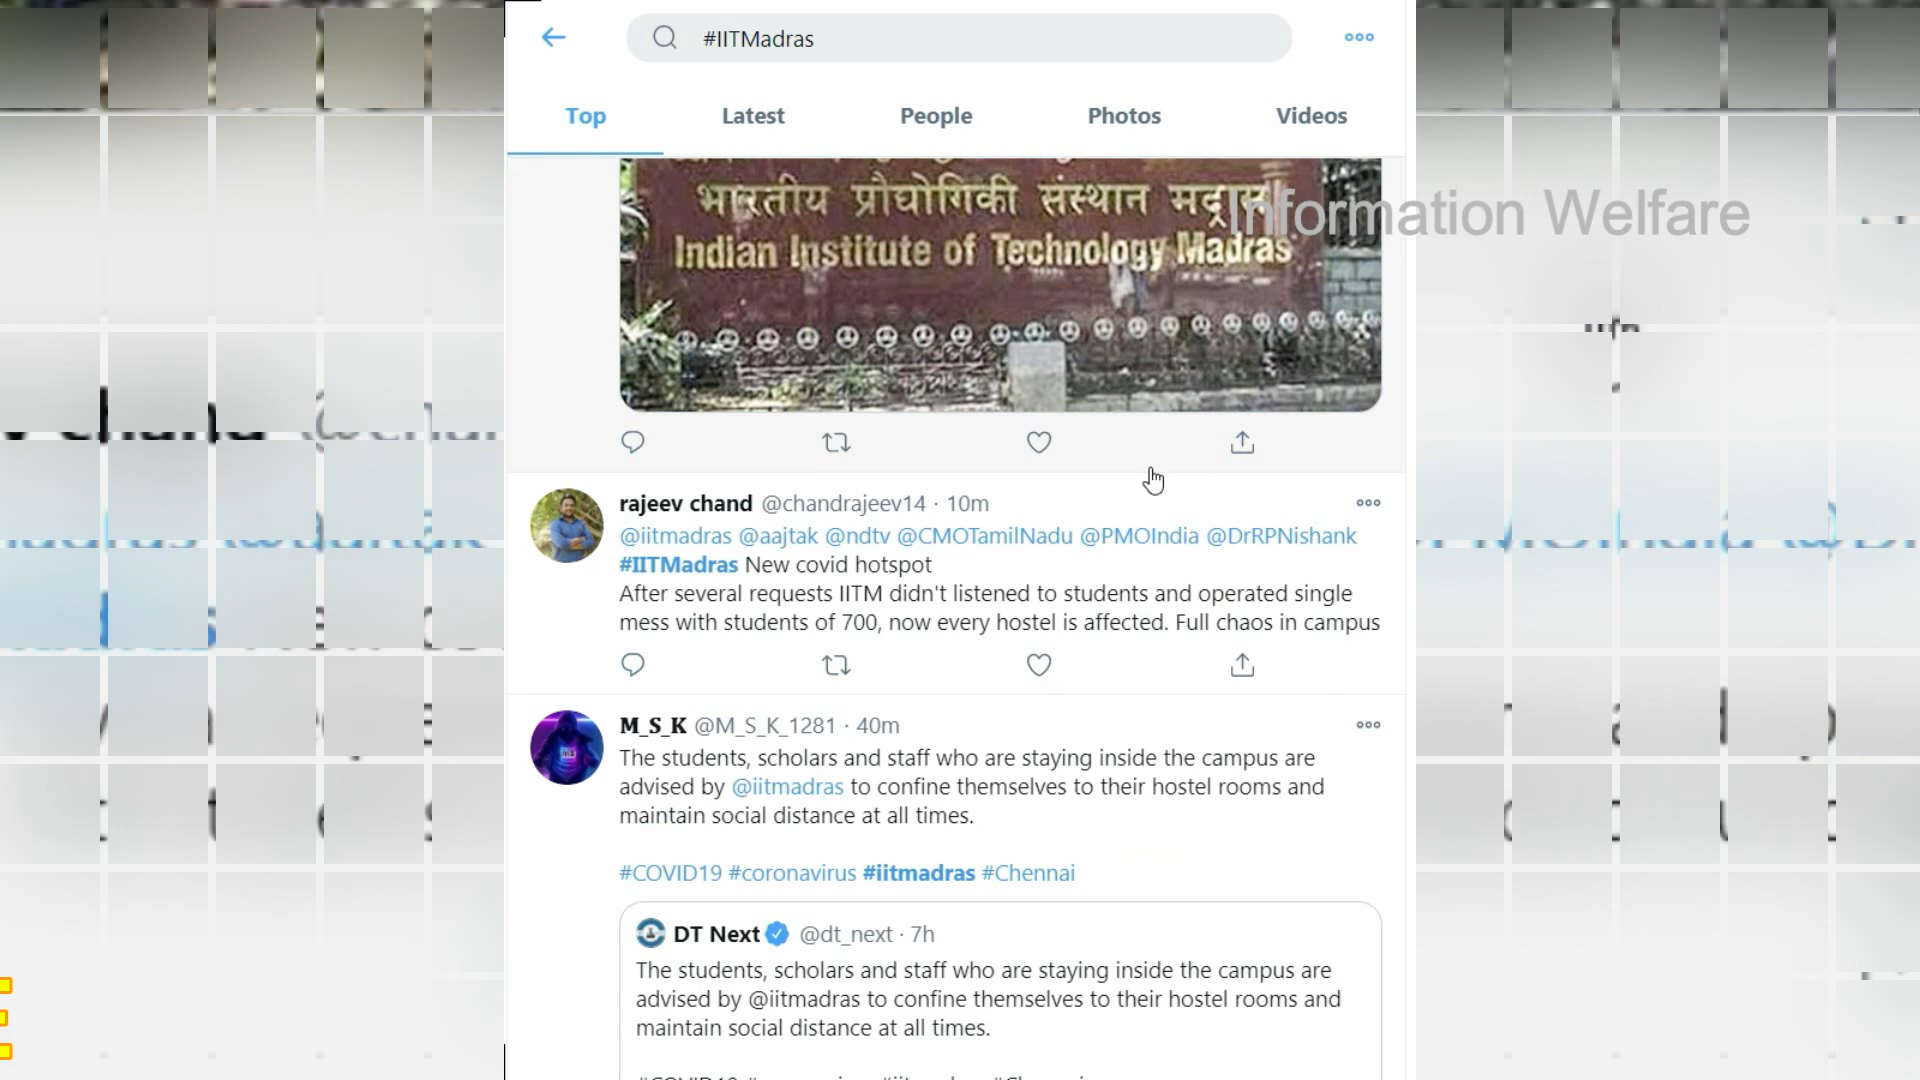 #IITMadras
Top
Latest
People
Photos
Videos
भारतीय प्रौद्योगिकी संस्थान मद्रास
Information Welfare
Indian Institute of Technology Madras
rajeev chand @chandrajeev14 · 10m
@iitmadras @aajtak @ndtv @CMOTamilNadu @PMOIndia @DrRPNishank
#IITMadras New covid hotspot
After several requests IITM didn't listened to students and operated single
mess with students of 700, now every hostel is affected. Full chaos in campus
M_S_K @M_S_K_1281 · 40m
The students, scholars and staff who are staying inside the campus are
advised by @iitmadras to confine themselves to their hostel rooms and
maintain social distance at all times.
#COVID19 #coronavirus #iitmadras #Chennai
DT Next @dt_next · 7h
The students, scholars and staff who are staying inside the campus are
advised by @iitmadras to confine themselves to their hostel rooms and
maintain social distance at all times.